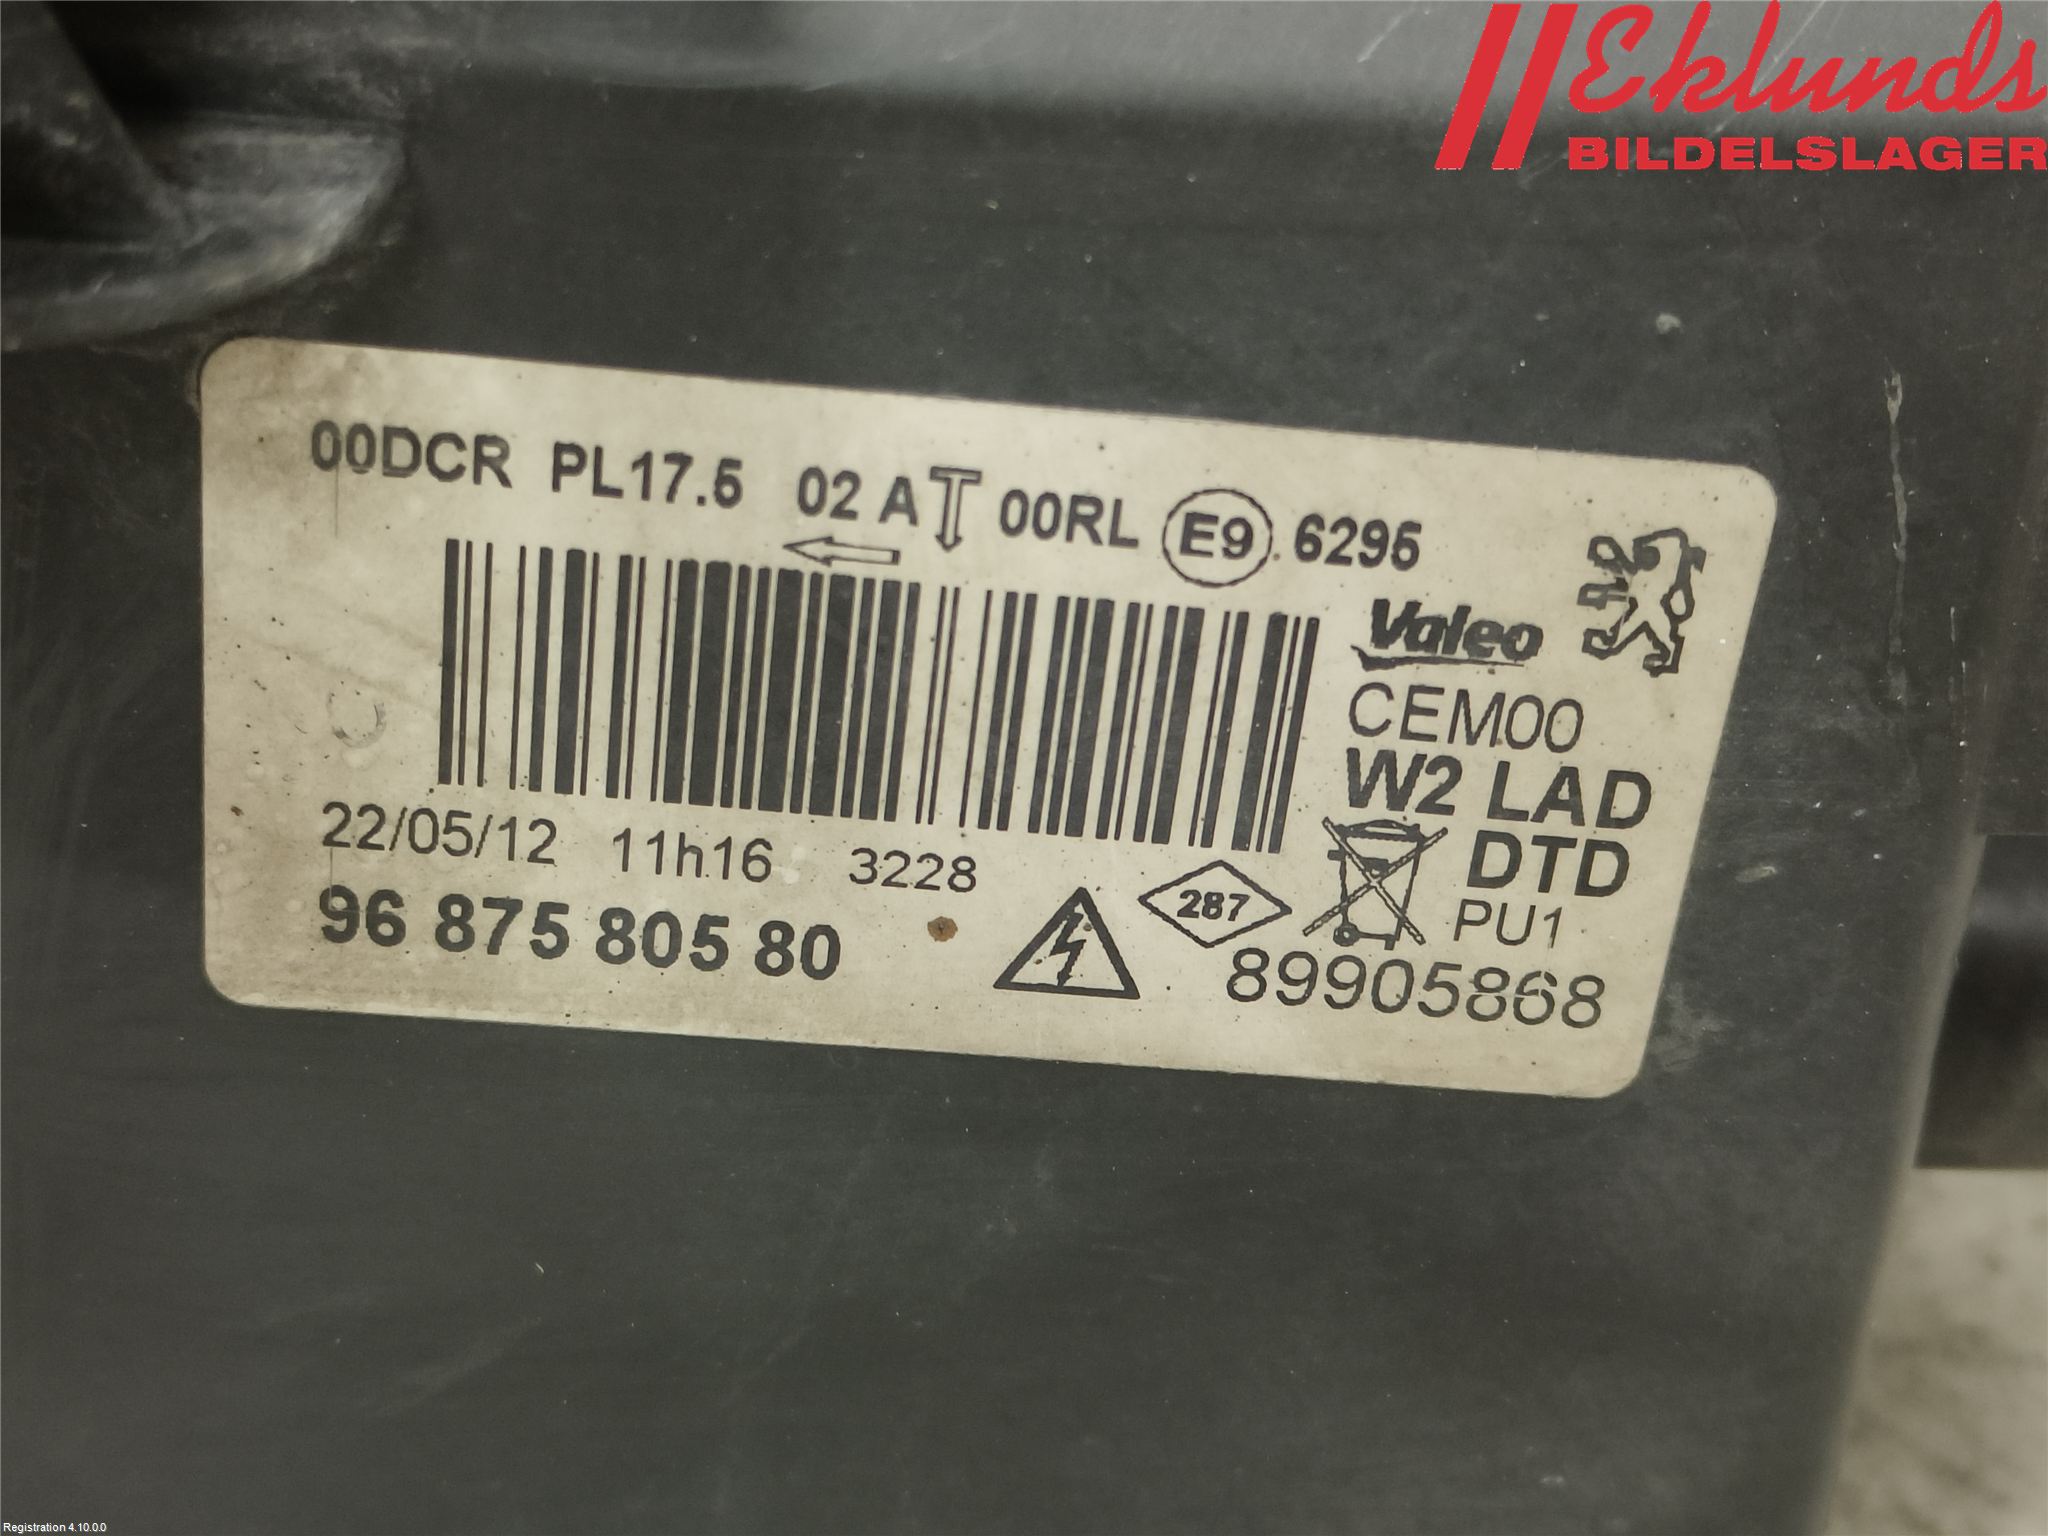 Eklunds
BILDELSLAGER
00DCR PL17.5 02 A 00RL E9 6295
Valeo
CEM00
W2 LAD
DTD
PU1
22/05/12 11h16 3228
287
96 875 805 80
89905868
Registration 4.10.0.0